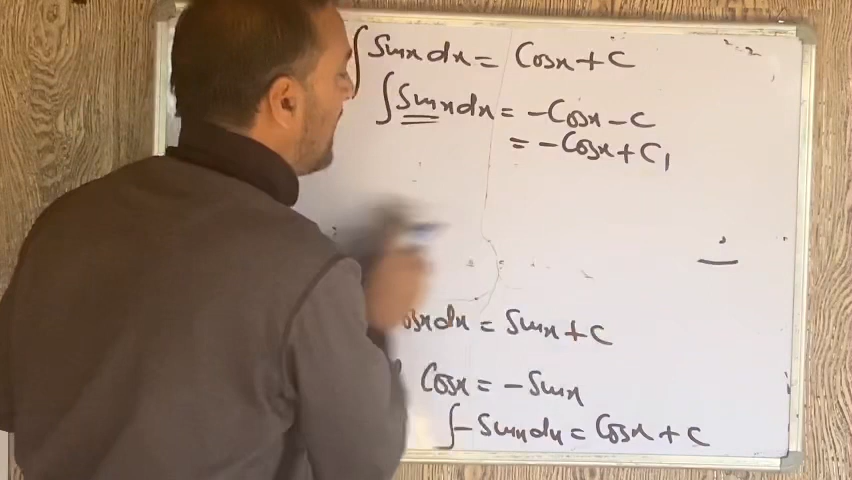 ∫ Sinx dx = Cosx + C
∫ Sinx dx = -Cosx - C
= -Cosx + C₁
osx dx = Sinx + C
Cosx = - Sinx
∫ - Sinx dx = Cosx + C